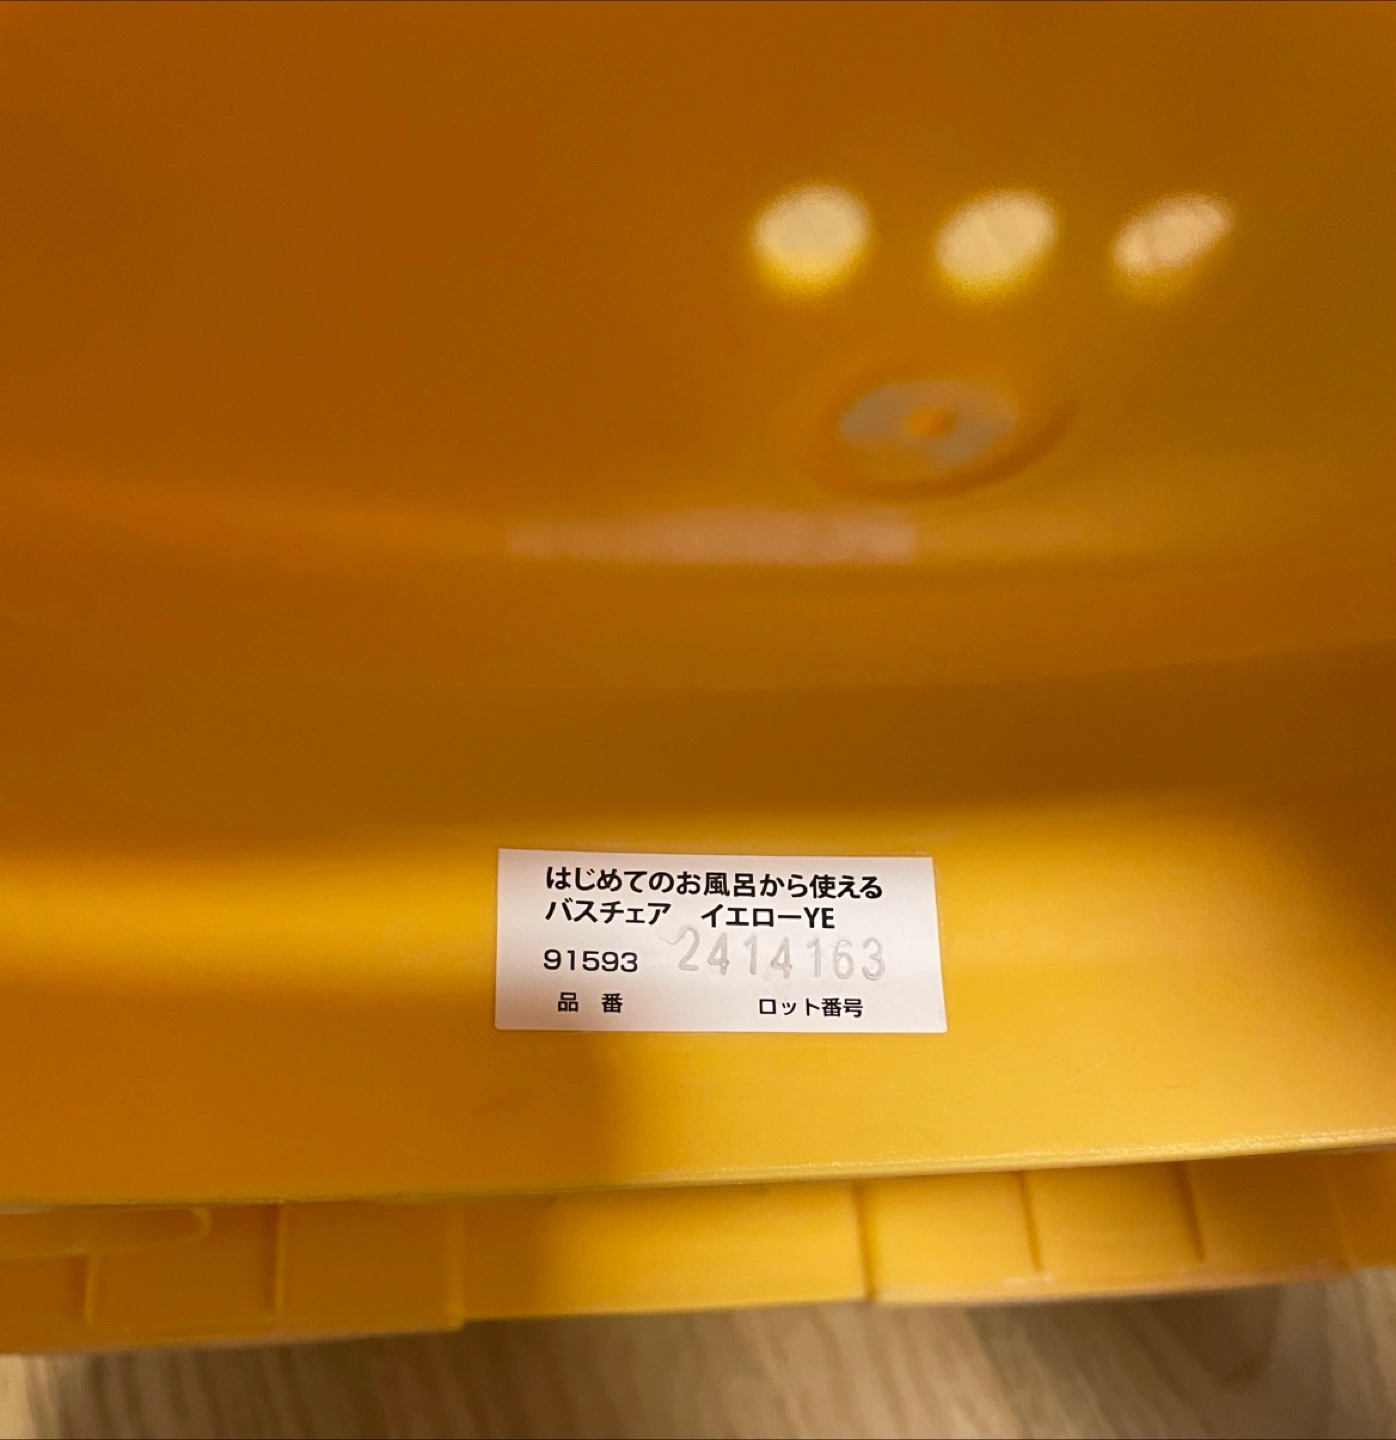 はじめてのお風呂から使える
バスチェア　イエローYE
91593 2414163
品　番 ロット番号